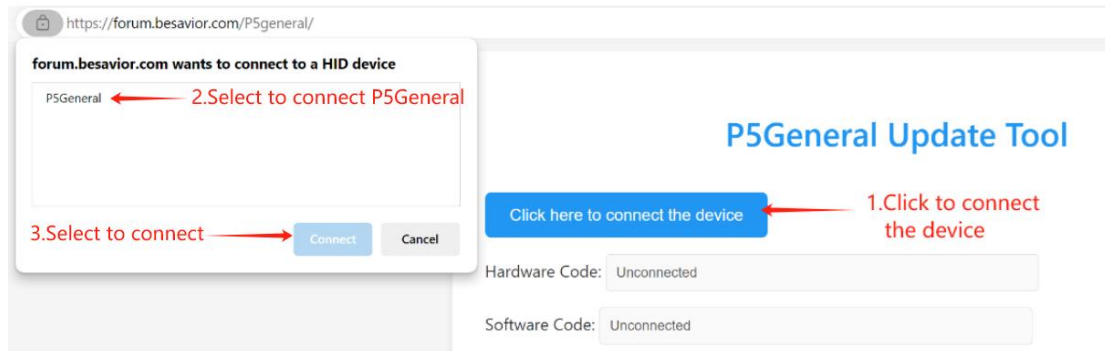 https://forum.besavior.com/P5general/
forum.besavior.com wants to connect to a HID device
P5General
2.Select to connect P5General
3.Select to connect
Connect
Cancel
P5General Update Tool
Click here to connect the device
1.Click to connect
the device
Hardware Code:
Unconnected
Software Code:
Unconnected